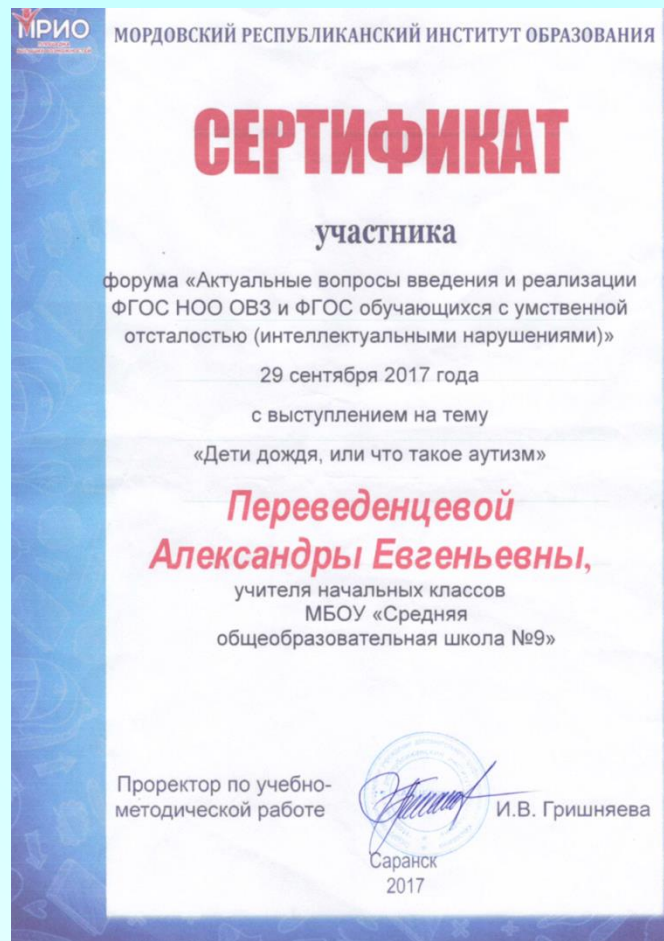 МРИО
МОРДОВСКИЙ РЕСПУБЛИКАНСКИЙ ИНСТИТУТ ОБРАЗОВАНИЯ
СЕРТИФИКАТ
участника
форума «Актуальные вопросы введения и реализации
ФГОС НОО ОВЗ и ФГОС обучающихся с умственной
отсталостью (интеллектуальными нарушениями)»
29 сентября 2017 года
с выступлением на тему
«Дети дождя, или что такое аутизм»
Переведенцевой
Александры Евгеньевны,
учителя начальных классов
МБОУ «Средняя
общеобразовательная школа №9»
Проректор по учебно-
методической работе
И.В. Гришняева
Саранск
2017